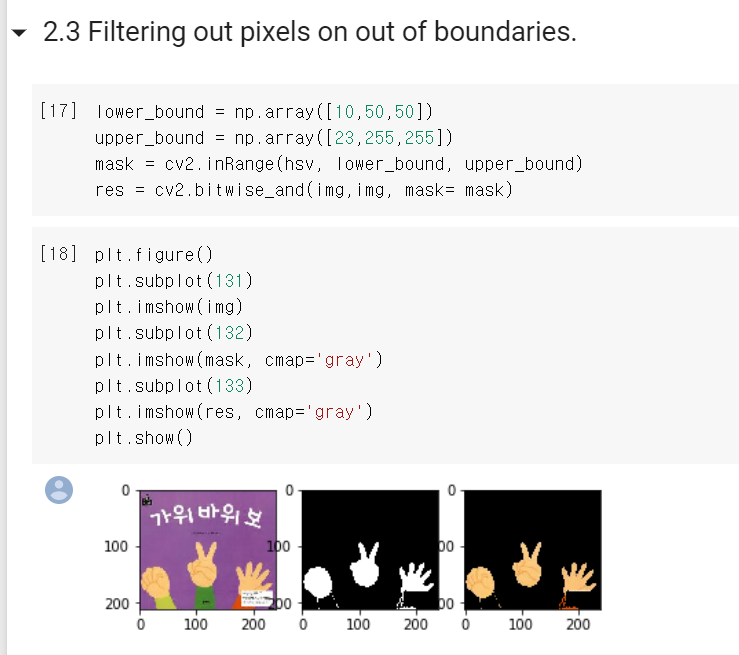 2.3 Filtering out pixels on out of boundaries.
[17] lower_bound = np.array([10,50,50])
upper_bound = np.array([23,255,255])
mask = cv2.inRange(hsv, lower_bound, upper_bound)
res = cv2.bitwise_and(img,img, mask= mask)
[18] plt.figure()
plt.subplot(131)
plt.imshow(img)
plt.subplot(132)
plt.imshow(mask, cmap='gray')
plt.subplot(133)
plt.imshow(res, cmap='gray')
plt.show()
0 0 0
가위 바위 보
100 100 00
200 00 00
0 100 200 0 100 200 0 100 200